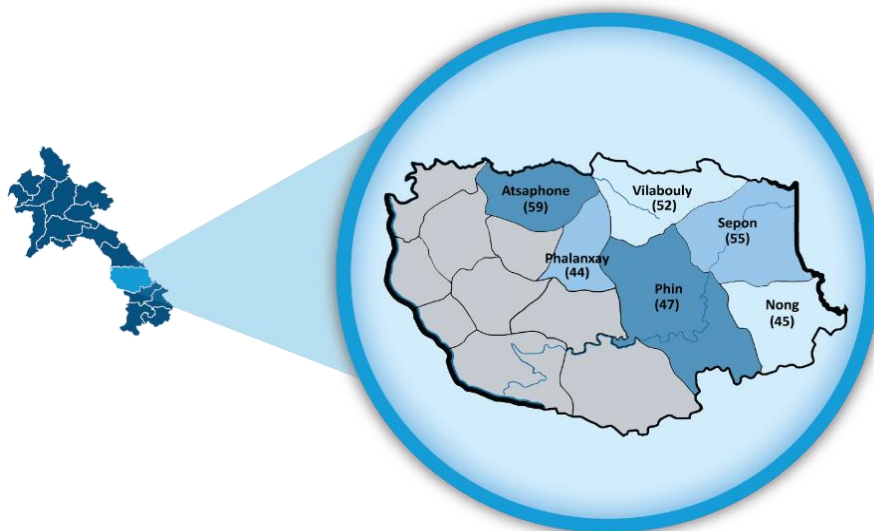 Atsaphone
(59)
Vilabouly
(52)
Sepon
(55)
Phalanxay
(44)
Phin
(47)
Nong
(45)